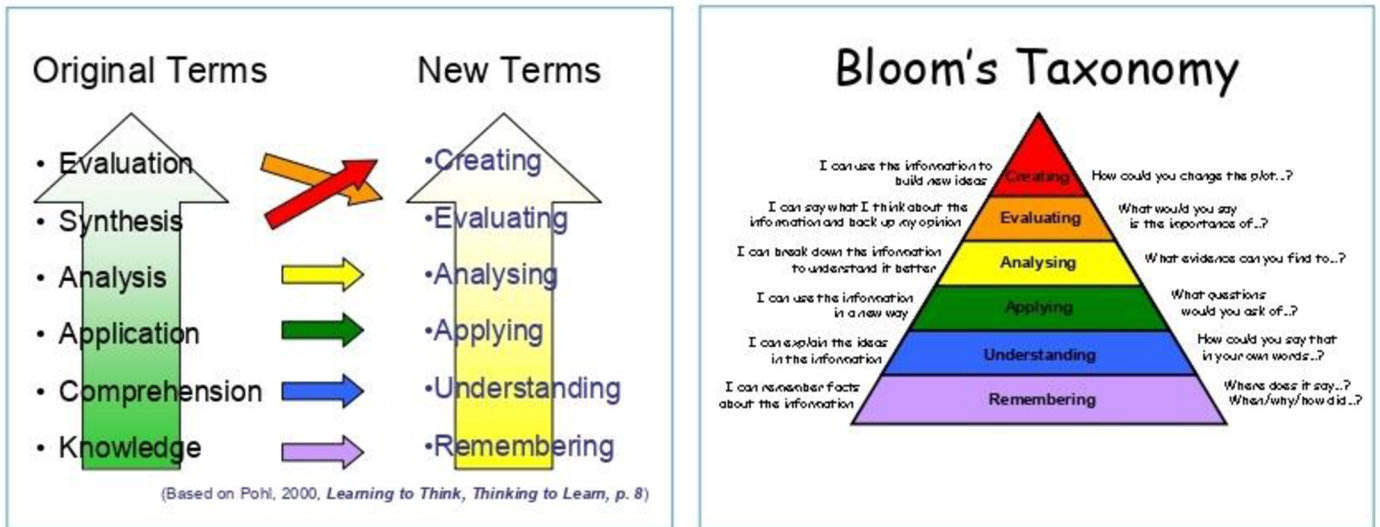 Original Terms
New Terms
• Evaluation
• Synthesis
• Analysis
• Application
• Comprehension
• Knowledge
•Creating
•Evaluating
•Analysing
•Applying
•Understanding
•Remembering
(Based on Pohl, 2000, Learning to Think, Thinking to Learn, p. 8)
Bloom's Taxonomy
I can use the information to
build new ideas
Creating
How could you change the plot..?
I can say what I think about the
information and back up my opinion
Evaluating
What would you say
is the importance of..?
I can break down the information
to understand it better
Analysing
What evidence can you find to..?
I can use the information
in a new way
Applying
What questions
would you ask of..?
I can explain the ideas
in the information
Understanding
How could you say that
in your own words..?
I can remember facts
about the information
Remembering
Where does it say..?
When/why/how did..?